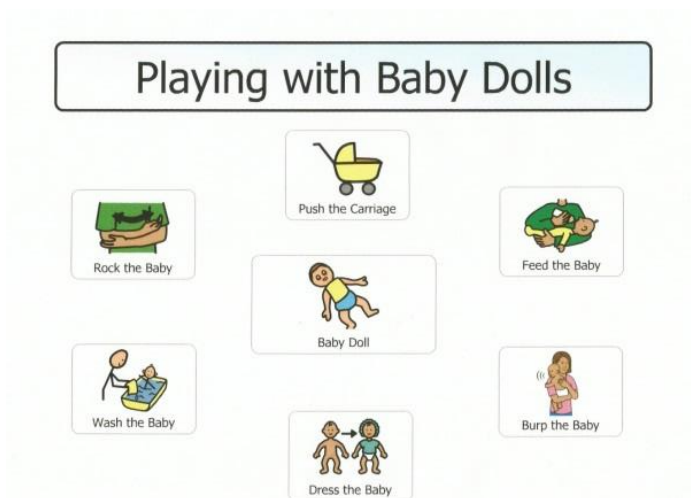 Playing with Baby Dolls
Push the Carriage
Rock the Baby
Feed the Baby
Baby Doll
Wash the Baby
Burp the Baby
Dress the Baby